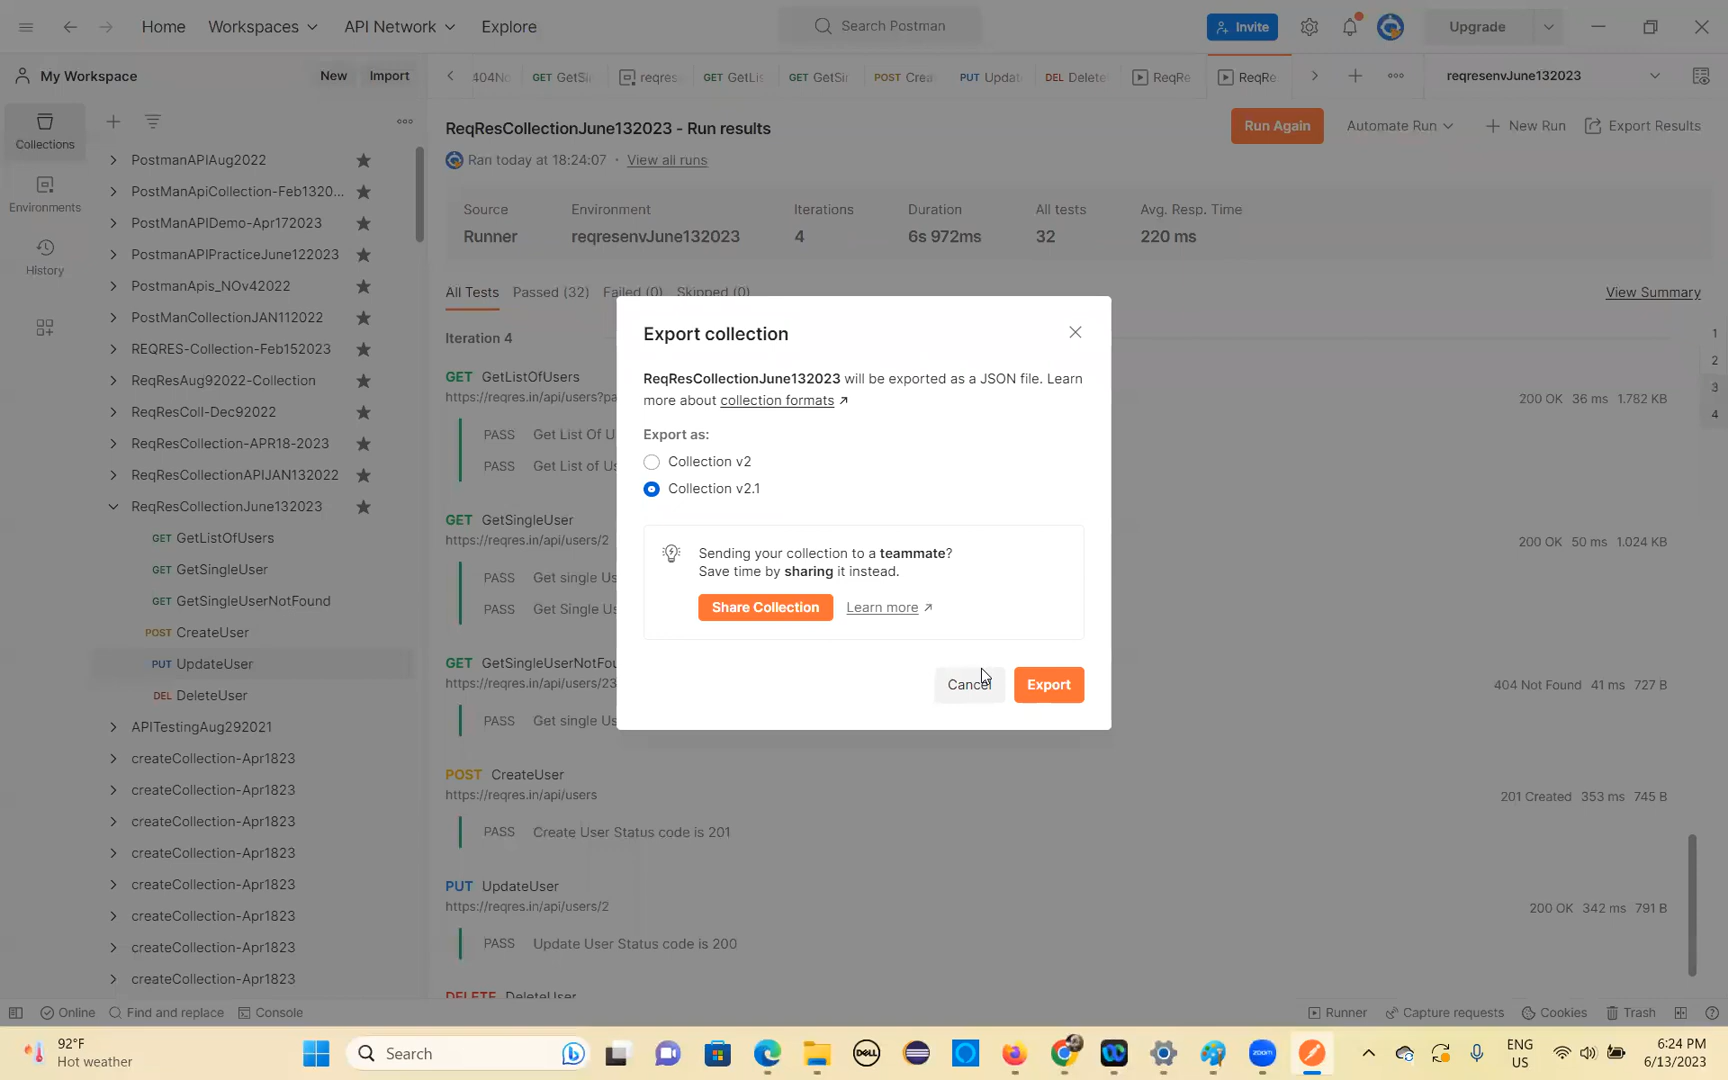 Home Workspaces API Network Explore
Search Postman
Invite
Upgrade
My Workspace
New Import
GetSi reqres GetLis GetSi POST Crea PUT Updat DEL Delete ReqRe ReqRe
reqresenvJune132023
Collections
Environments
History
PostmanAPIAug2022
PostManApiCollection-Feb1320...
PostManAPIDemo-Apr172023
PostmanAPIPracticeJune122023
PostmanApis_NOv42022
PostManCollectionJAN112022
REQRES-Collection-Feb152023
ReqResAug92022-Collection
ReqResColl-Dec92022
ReqResCollection-APR18-2023
ReqResCollectionAPIJAN132022
ReqResCollectionJune132023
GET GetListOfUsers
GET GetSingleUser
GET GetSingleUserNotFound
POST CreateUser
PUT UpdateUser
DEL DeleteUser
APITestingAug292021
createCollection-Apr1823
createCollection-Apr1823
createCollection-Apr1823
createCollection-Apr1823
createCollection-Apr1823
createCollection-Apr1823
createCollection-Apr1823
createCollection-Apr1823
ReqResCollectionJune132023 - Run results
Run Again Automate Run New Run Export Results
Ran today at 18:24:07 · View all runs
Source Environment Iterations Duration All tests Avg. Resp. Time
Runner reqresenvJune132023 4 6s 972ms 32 220 ms
All Tests Passed (32) Failed (0) Skipped (0) View Summary
Iteration 4
1
2
3
4
GET GetListOfUsers
https://reqres.in/api/users?pa
200 OK 36 ms 1.782 KB
PASS Get List Of U
PASS Get List of Us
GET GetSingleUser
https://reqres.in/api/users/2
200 OK 50 ms 1.024 KB
PASS Get single Us
PASS Get Single Us
GET GetSingleUserNotFou
https://reqres.in/api/users/23
404 Not Found 41 ms 727 B
PASS Get single Us
POST CreateUser
https://reqres.in/api/users
201 Created 353 ms 745 B
PASS Create User Status code is 201
PUT UpdateUser
https://reqres.in/api/users/2
200 OK 342 ms 791 B
PASS Update User Status code is 200
DELETE DeleteUser
Export collection
ReqResCollectionJune132023 will be exported as a JSON file. Learn
more about collection formats
Export as:
Collection v2
Collection v2.1
Sending your collection to a teammate?
Save time by sharing it instead.
Share Collection Learn more
Cancel Export
Online Find and replace Console
Runner Capture requests Cookies Trash
92°F
Hot weather
Search
DELL
zoom
ENG
US
6:24 PM
6/13/2023